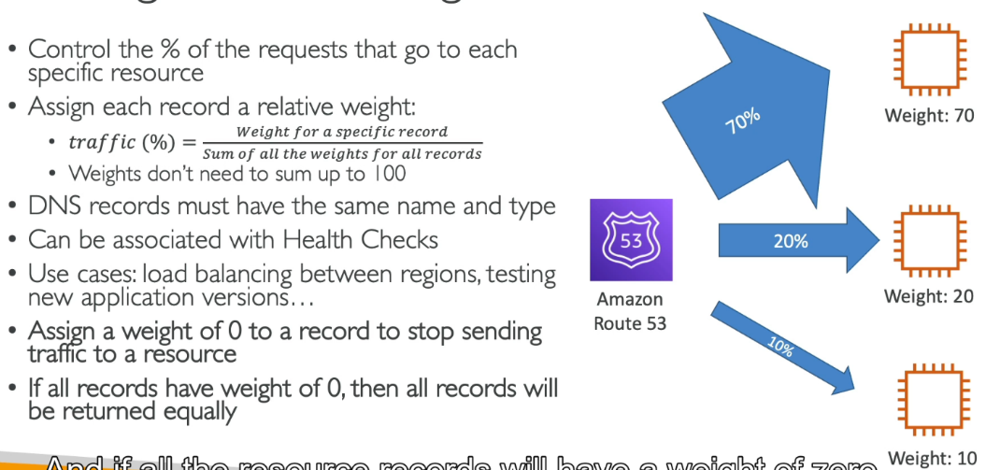 • Control the % of the requests that go to each
specific resource
• Assign each record a relative weight:
• traffic (%) = Weight for a specific record
Sum of all the weights for all records
• Weights don't need to sum up to 100
• DNS records must have the same name and type
• Can be associated with Health Checks
• Use cases: load balancing between regions, testing
new application versions…
• Assign a weight of 0 to a record to stop sending
traffic to a resource
• If all records have weight of 0, then all records will
be returned equally
70%
Weight: 70
53
20%
Amazon
Route 53
Weight: 20
10%
Weight: 10
And if all the resource records will have a weight of zero